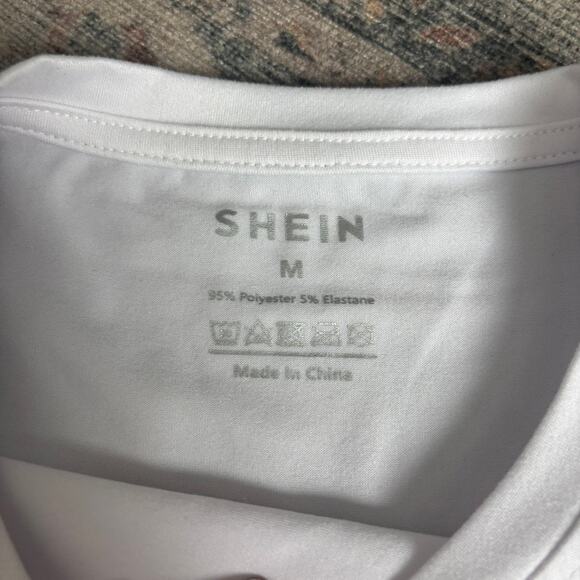 SHEIN
M
95% Polyester 5% Elastane
Made In China